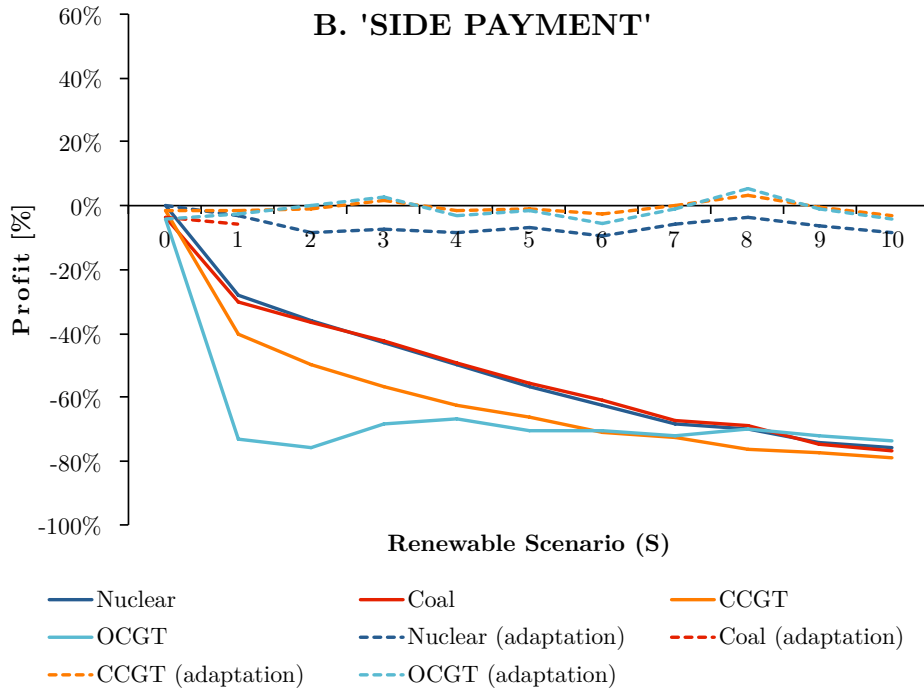 B. 'SIDE PAYMENT'
60%
40%
20%
0%
-20%
-40%
-60%
-80%
-100%
Profit [%]
0 1 2 3 4 5 6 7 8 9 10
Renewable Scenario (S)
Nuclear Coal CCGT
OCGT Nuclear (adaptation) Coal (adaptation)
CCGT (adaptation) OCGT (adaptation)